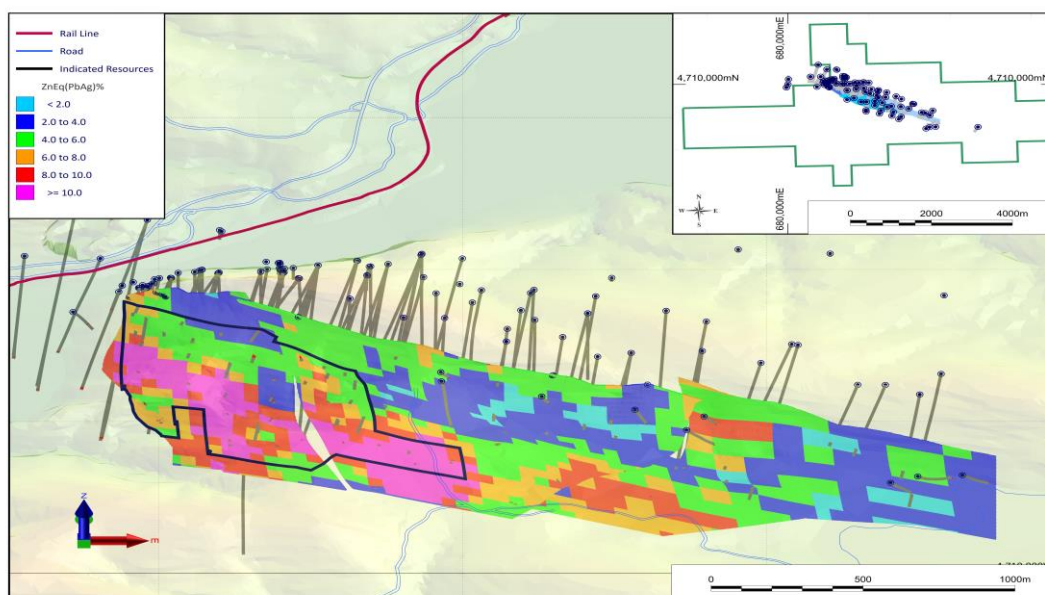 Rail Line
Road
Indicated Resources
ZnEq(PbAg)%
< 2.0
2.0 to 4.0
4.0 to 6.0
6.0 to 8.0
8.0 to 10.0
>= 10.0
680,000mE
4,710,000mN
4,710,000mN
N
W E
S
680,000mE
0 2000 4000m
z
m
0 500 1000m